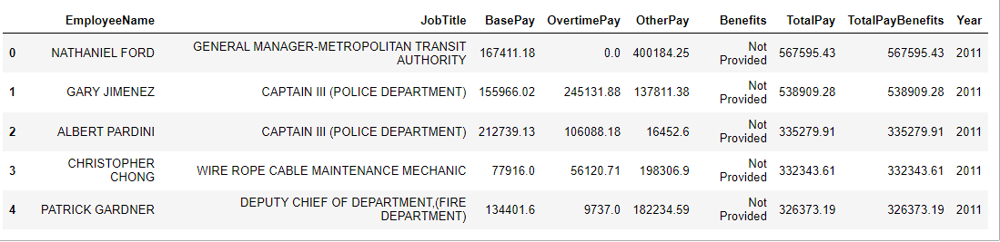 EmployeeName JobTitle BasePay OvertimePay OtherPay Benefits TotalPay TotalPayBenefits Year
0 NATHANIEL FORD GENERAL MANAGER-METROPOLITAN TRANSIT AUTHORITY 167411.18 0.0 400184.25 Not Provided 567595.43 567595.43 2011
1 GARY JIMENEZ CAPTAIN III (POLICE DEPARTMENT) 155966.02 245131.88 137811.38 Not Provided 538909.28 538909.28 2011
2 ALBERT PARDINI CAPTAIN III (POLICE DEPARTMENT) 212739.13 106088.18 16452.6 Not Provided 335279.91 335279.91 2011
3 CHRISTOPHER CHONG WIRE ROPE CABLE MAINTENANCE MECHANIC 77916.0 56120.71 198306.9 Not Provided 332343.61 332343.61 2011
4 PATRICK GARDNER DEPUTY CHIEF OF DEPARTMENT,(FIRE DEPARTMENT) 134401.6 9737.0 182234.59 Not Provided 326373.19 326373.19 2011